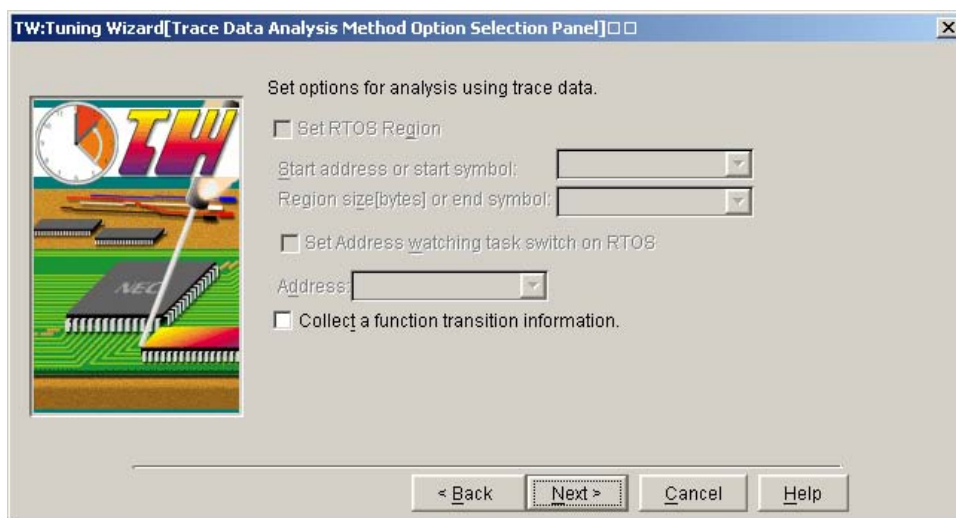 TW:Tuning Wizard[Trace Data Analysis Method Option Selection Panel]□□
TW
NEC
Set options for analysis using trace data.
Set RTOS Region
Start address or start symbol:
Region size[bytes] or end symbol:
Set Address watching task switch on RTOS
Address:
Collect a function transition information.
< Back
Next >
Cancel
Help